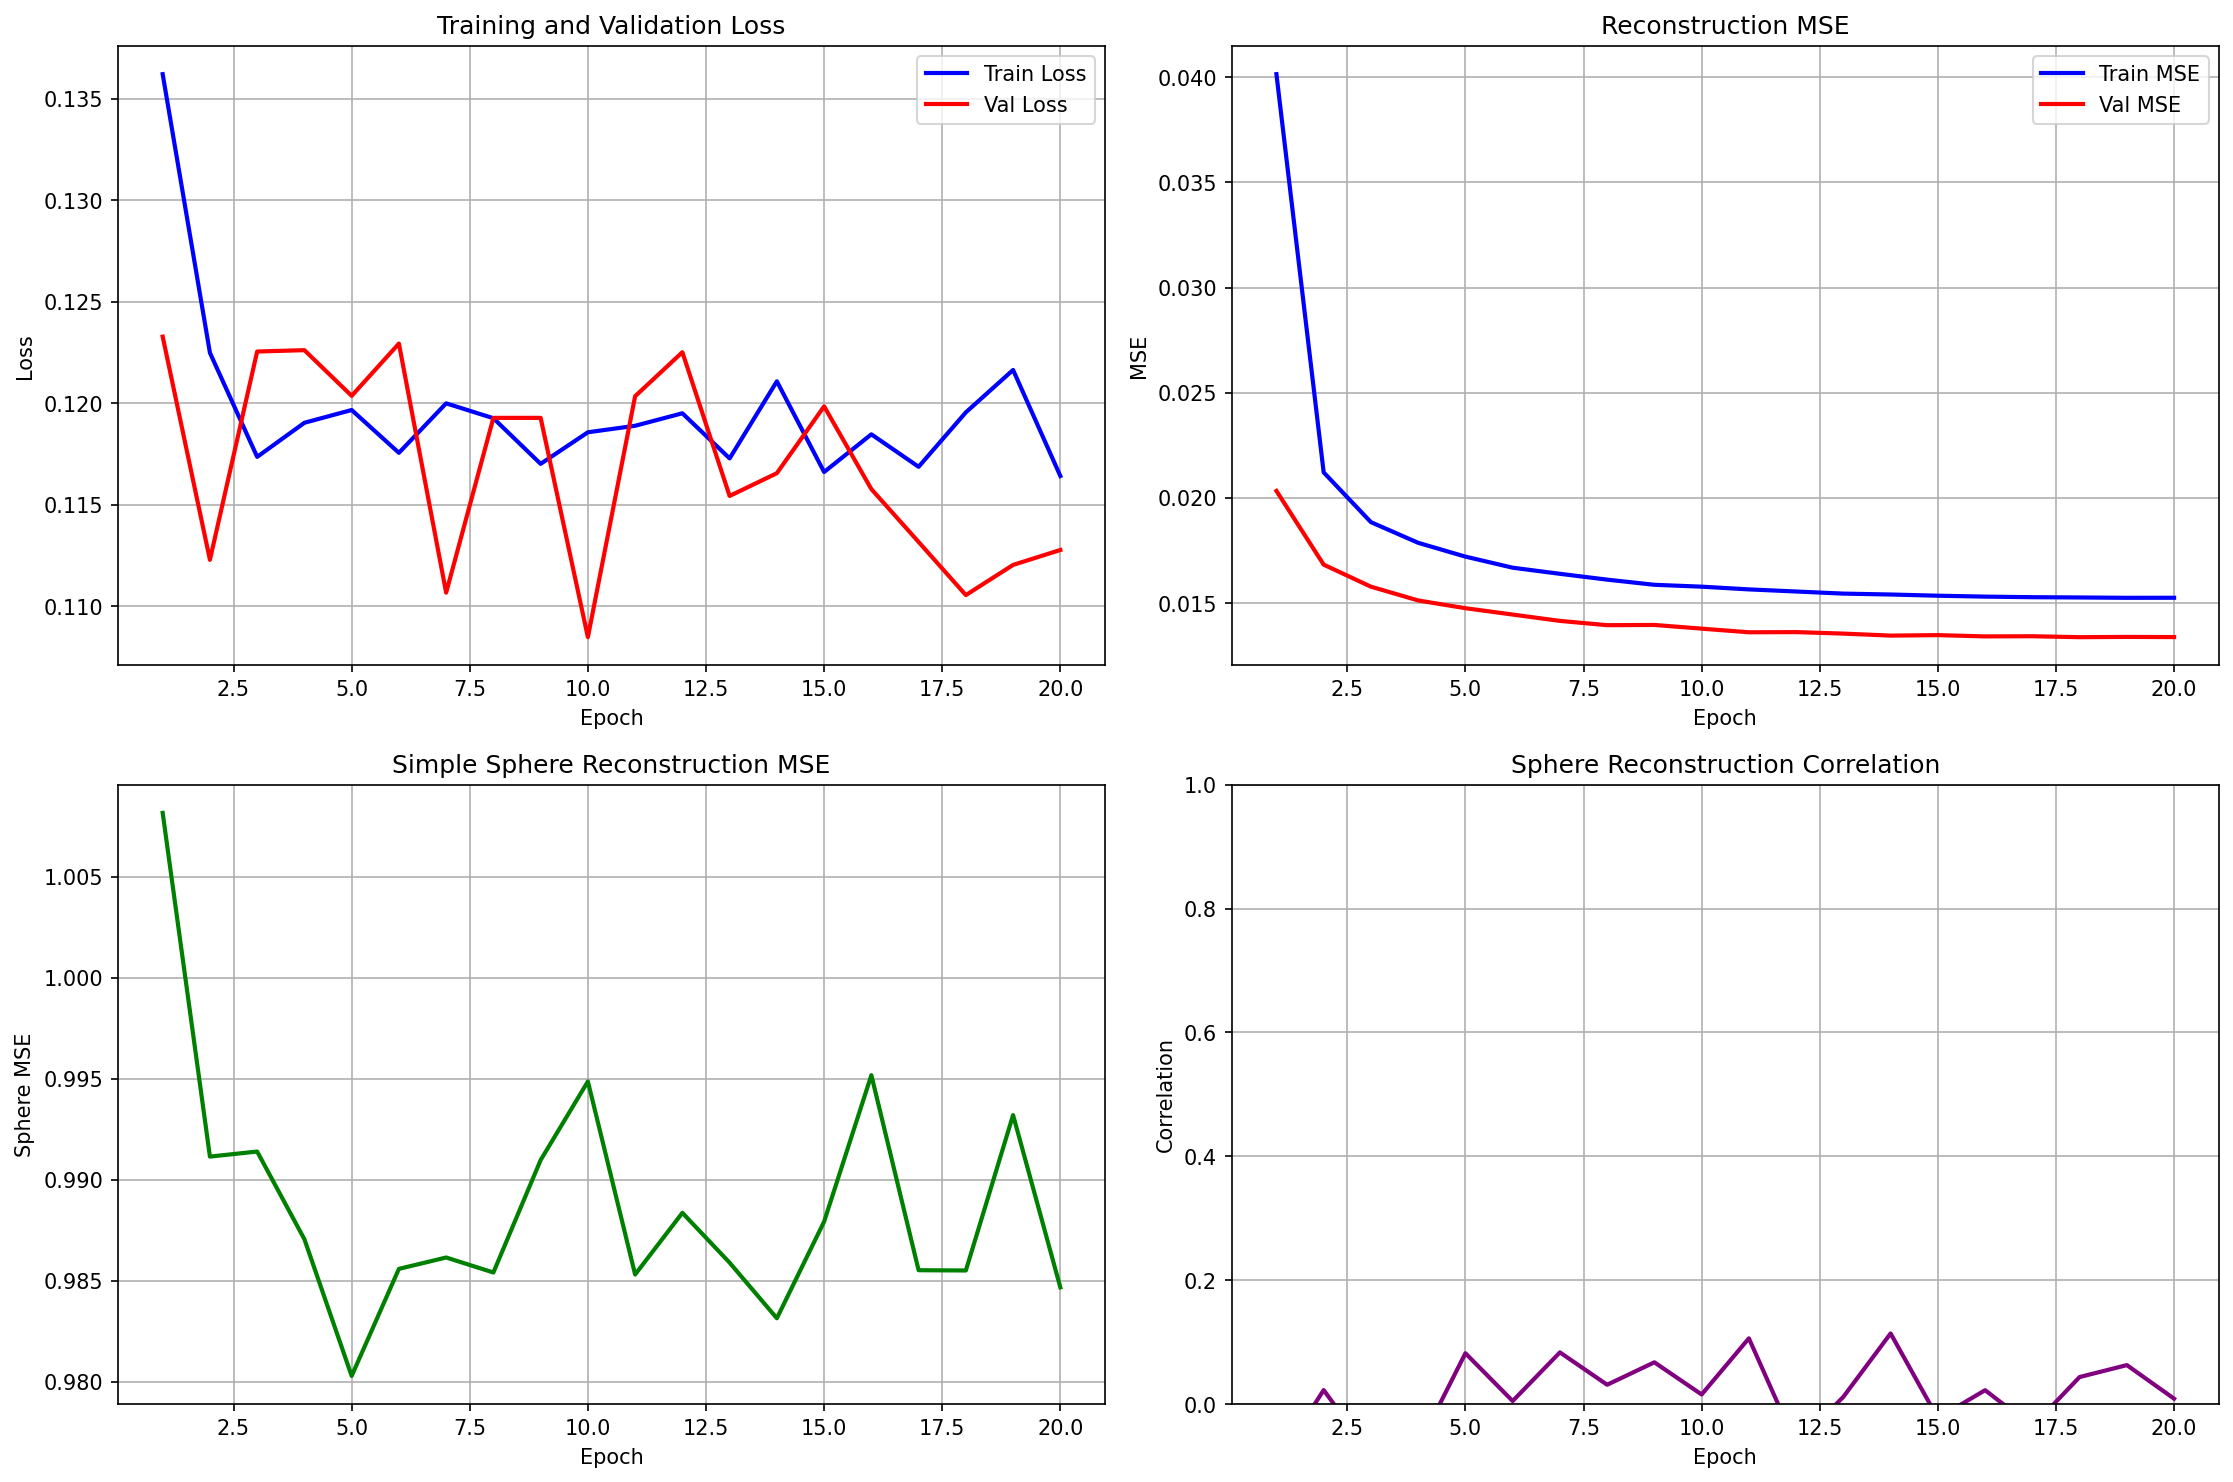 Training and Validation Loss
Train Loss
Val Loss
0.135
0.130
0.125
0.120
0.115
0.110
Loss
2.5 5.0 7.5 10.0 12.5 15.0 17.5 20.0
Epoch
Reconstruction MSE
Train MSE
Val MSE
0.040
0.035
0.030
0.025
0.020
0.015
MSE
2.5 5.0 7.5 10.0 12.5 15.0 17.5 20.0
Epoch
Simple Sphere Reconstruction MSE
1.005
1.000
0.995
0.990
0.985
0.980
Sphere MSE
2.5 5.0 7.5 10.0 12.5 15.0 17.5 20.0
Epoch
Sphere Reconstruction Correlation
1.0
0.8
0.6
0.4
0.2
0.0
Correlation
2.5 5.0 7.5 10.0 12.5 15.0 17.5 20.0
Epoch